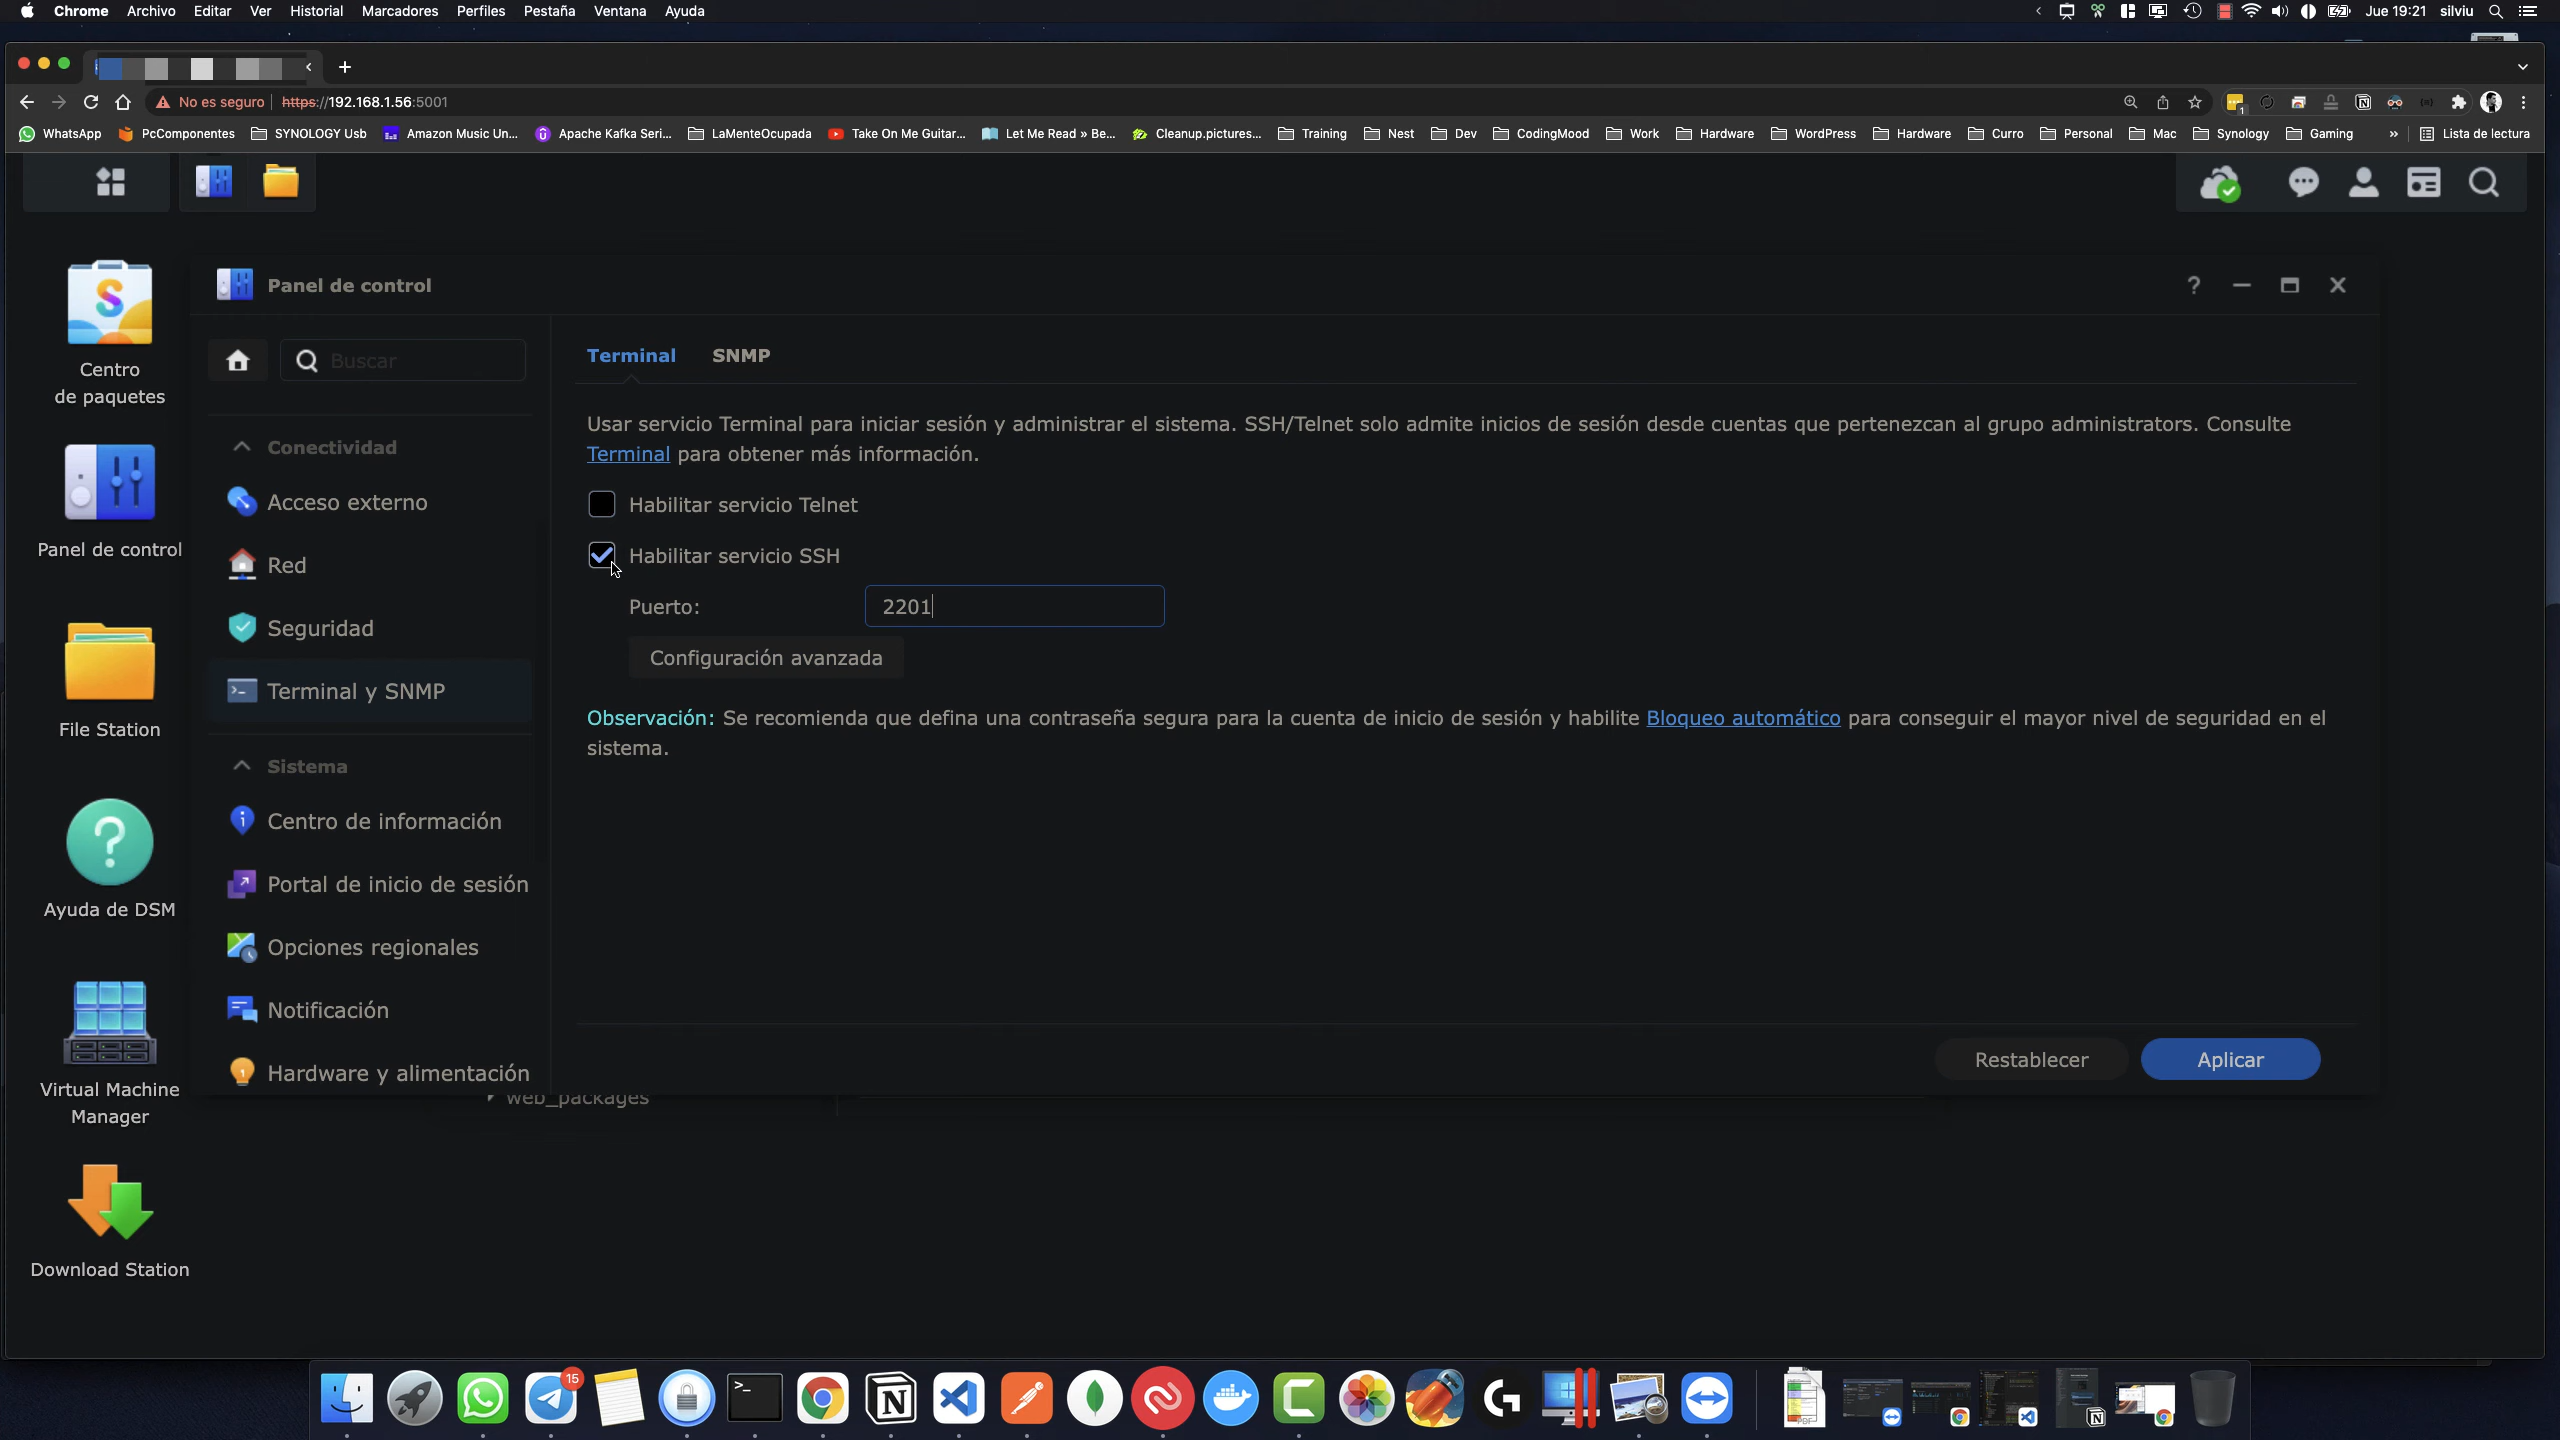 Chrome Archivo Editar Ver Historial Marcadores Perfiles Pestaña Ventana Ayuda
Jue 19:21 silviu
No es seguro https://192.168.1.56:5001
WhatsApp PcComponentes SYNOLOGY Usb Amazon Music Un... Apache Kafka Seri... LaMenteOcupada Take On Me Guitar... Let Me Read » Be... Cleanup.pictures... Training Nest Dev CodingMood Work Hardware WordPress Hardware Curro Personal Mac Synology Gaming » Lista de lectura
Centro
de paquetes
Panel de control
File Station
Ayuda de DSM
Virtual Machine
Manager
Download Station
Panel de control
Buscar
Conectividad
Acceso externo
Red
Seguridad
Terminal y SNMP
Sistema
Centro de información
Portal de inicio de sesión
Opciones regionales
Notificación
Hardware y alimentación
Terminal SNMP
Usar servicio Terminal para iniciar sesión y administrar el sistema. SSH/Telnet solo admite inicios de sesión desde cuentas que pertenezcan al grupo administrators. Consulte
Terminal para obtener más información.
Habilitar servicio Telnet
Habilitar servicio SSH
Puerto: 2201
Configuración avanzada
Observación: Se recomienda que defina una contraseña segura para la cuenta de inicio de sesión y habilite Bloqueo automático para conseguir el mayor nivel de seguridad en el
sistema.
Restablecer Aplicar
web_packages
15